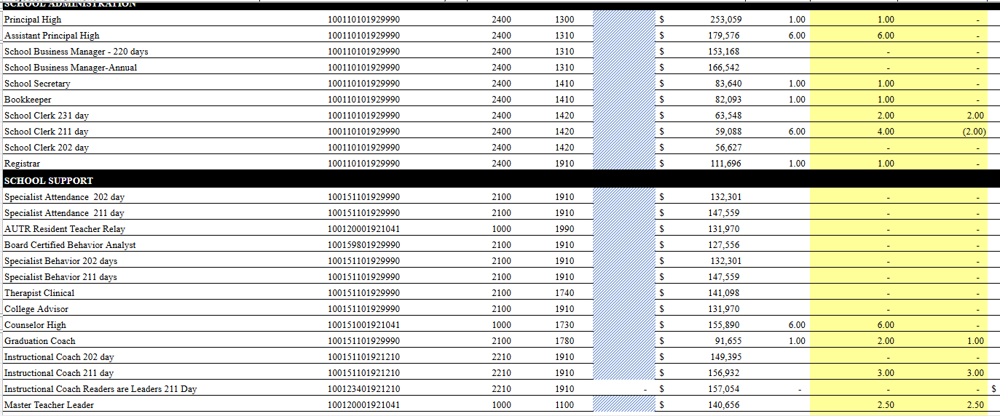 SCHOOL ADMINISTRATION
Principal High 100110101929990 2400 1300 $ 253,059 1.00 1.00 -
Assistant Principal High 100110101929990 2400 1310 $ 179,576 6.00 6.00 -
School Business Manager - 220 days 100110101929990 2400 1310 $ 153,168 - -
School Business Manager-Annual 100110101929990 2400 1310 $ 166,542 - -
School Secretary 100110101929990 2400 1410 $ 83,640 1.00 1.00 -
Bookkeeper 100110101929990 2400 1410 $ 82,093 1.00 1.00 -
School Clerk 231 day 100110101929990 2400 1420 $ 63,548 2.00 2.00
School Clerk 211 day 100110101929990 2400 1420 $ 59,088 6.00 4.00 (2.00)
School Clerk 202 day 100110101929990 2400 1420 $ 56,627 - -
Registrar 100110101929990 2400 1910 $ 111,696 1.00 1.00 -
SCHOOL SUPPORT
Specialist Attendance 202 day 100151101929990 2100 1910 $ 132,301 - -
Specialist Attendance 211 day 100151101929990 2100 1910 $ 147,559 - -
AUTR Resident Teacher Relay 100120001921041 1000 1990 $ 131,970 - -
Board Certified Behavior Analyst 100159801929990 2100 1910 $ 127,556 - -
Specialist Behavior 202 days 100151101929990 2100 1910 $ 132,301 - -
Specialist Behavior 211 days 100151101929990 2100 1910 $ 147,559 - -
Therapist Clinical 100151101929990 2100 1740 $ 141,098 - -
College Advisor 100151101929990 2100 1910 $ 131,970 - -
Counselor High 100151001921041 1000 1730 $ 155,890 6.00 6.00 -
Graduation Coach 100151101929990 2100 1780 $ 91,655 1.00 2.00 1.00
Instructional Coach 202 day 100151101921210 2210 1910 $ 149,395 - -
Instructional Coach 211 day 100151101921210 2210 1910 $ 156,932 3.00 3.00
Instructional Coach Readers are Leaders 211 Day 100123401921210 2210 1910 - $ 157,054 - - - $
Master Teacher Leader 100120001921041 1000 1100 $ 140,656 2.50 2.50